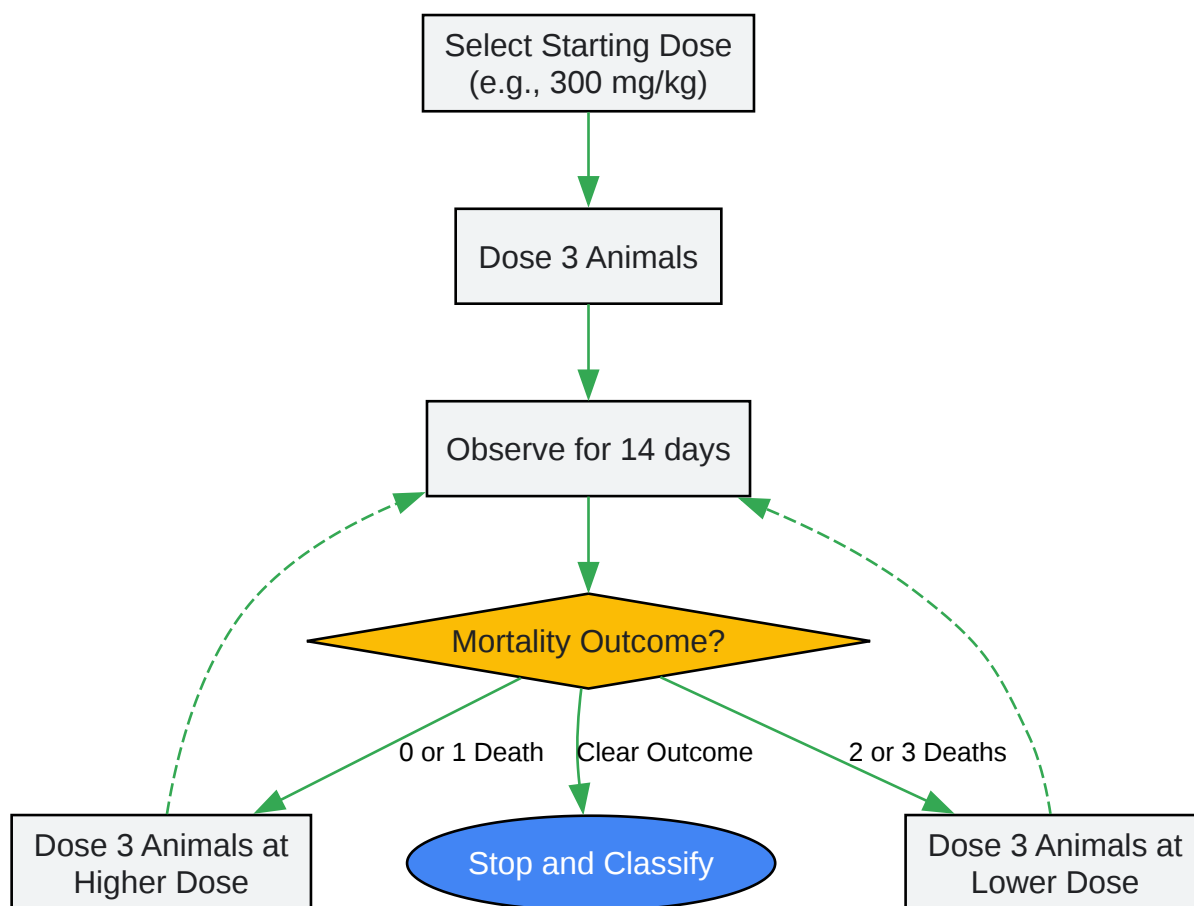 Select Starting Dose
(e.g., 300 mg/kg)
Dose 3 Animals
Observe for 14 days
Mortality Outcome?
0 or 1 Death
Clear Outcome
2 or 3 Deaths
Dose 3 Animals at
Higher Dose
Stop and Classify
Dose 3 Animals at
Lower Dose